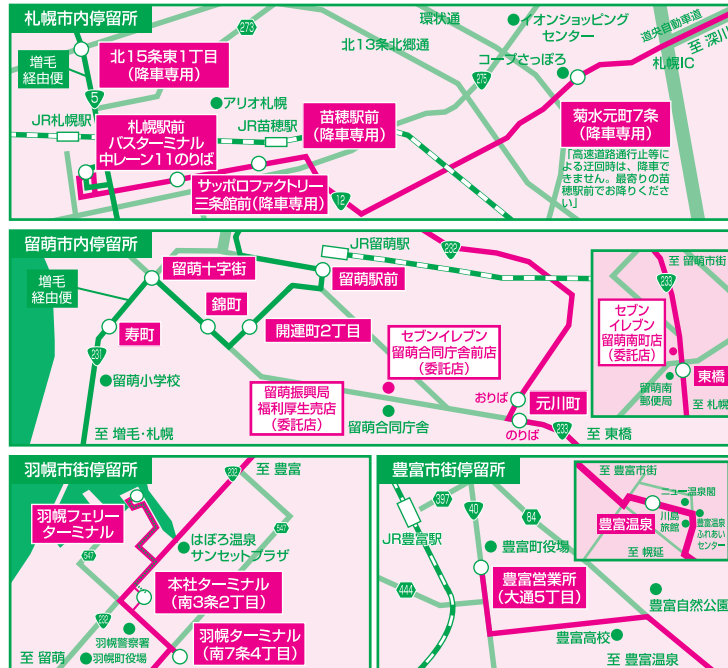 札幌市内停留所
273
環状通
イオンショッピング
センター
道央自動車道
至 深川
増毛
経由便
北15条東1丁目
(降車専用)
北13条北郷通
275
コープさっぽろ
札幌IC
5
アリオ札幌
JR札幌駅
札幌駅前
バスターミナル
中レーン11のりば
JR苗穂駅
苗穂駅前
(降車専用)
菊水元町7条
(降車専用)
「高速道路通行止等
による迂回時は、降車で
きません。最寄りの苗
穂駅前でお降りくださ
い」
サッポロファクトリー
三条館前(降車専用)
12
留萌市内停留所
JR留萌駅
232
増毛
経由便
留萌十字街
留萌駅前
錦町
寿町
開運町2丁目
231
留萌小学校
セブンイレブン
留萌合同庁舎前店
(委託店)
留萌振興局
福利厚生売店
(委託店)
留萌合同庁舎
おりば
元川町
のりば
233
至 増毛・札幌
至 東橋
至 留萌市街
233
セブン
イレブン
留萌南町店
(委託店)
留萌南
郵便局
東橋
至 札幌
羽幌市街停留所
232
至 豊富
羽幌フェリー
ターミナル
547
547
はぼろ温泉
サンセットプラザ
本社ターミナル
(南3条2丁目)
232
羽幌警察署
羽幌町役場
羽幌ターミナル
(南7条4丁目)
至 留萌
豊富市街停留所
397
40
84
JR豊富駅
豊富町役場
444
豊富営業所
(大通5丁目)
豊富自然公園
豊富高校
至 豊富温泉
至 豊富市街
ニュー温泉閣
豊富温泉
川島
旅館
豊富温泉
ふれあい
センター
至 幌延